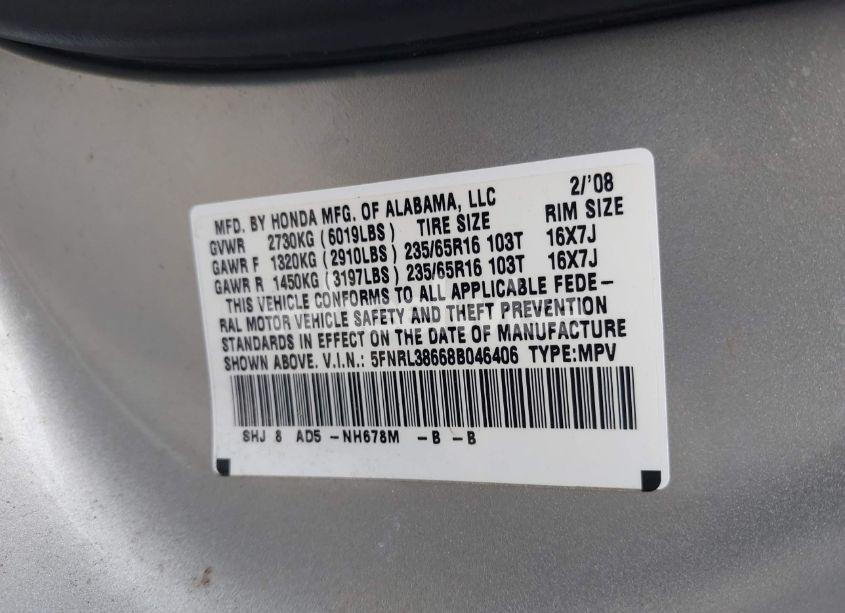 MFD. BY HONDA MFG. OF ALABAMA, LLC 2/'08
GVWR 2730KG (6019LBS) TIRE SIZE RIM SIZE
GAWR F 1320KG (2910LBS) 235/65R16 103T 16X7J
GAWR R 1450KG (3197LBS) 235/65R16 103T 16X7J
THIS VEHICLE CONFORMS TO ALL APPLICABLE FEDE-
RAL MOTOR VEHICLE SAFETY AND THEFT PREVENTION
STANDARDS IN EFFECT ON THE DATE OF MANUFACTURE
SHOWN ABOVE. V.I.N.: 5FNRL38668B046406 TYPE:MPV
SHJ 8 AD5 -NH678M -B -B